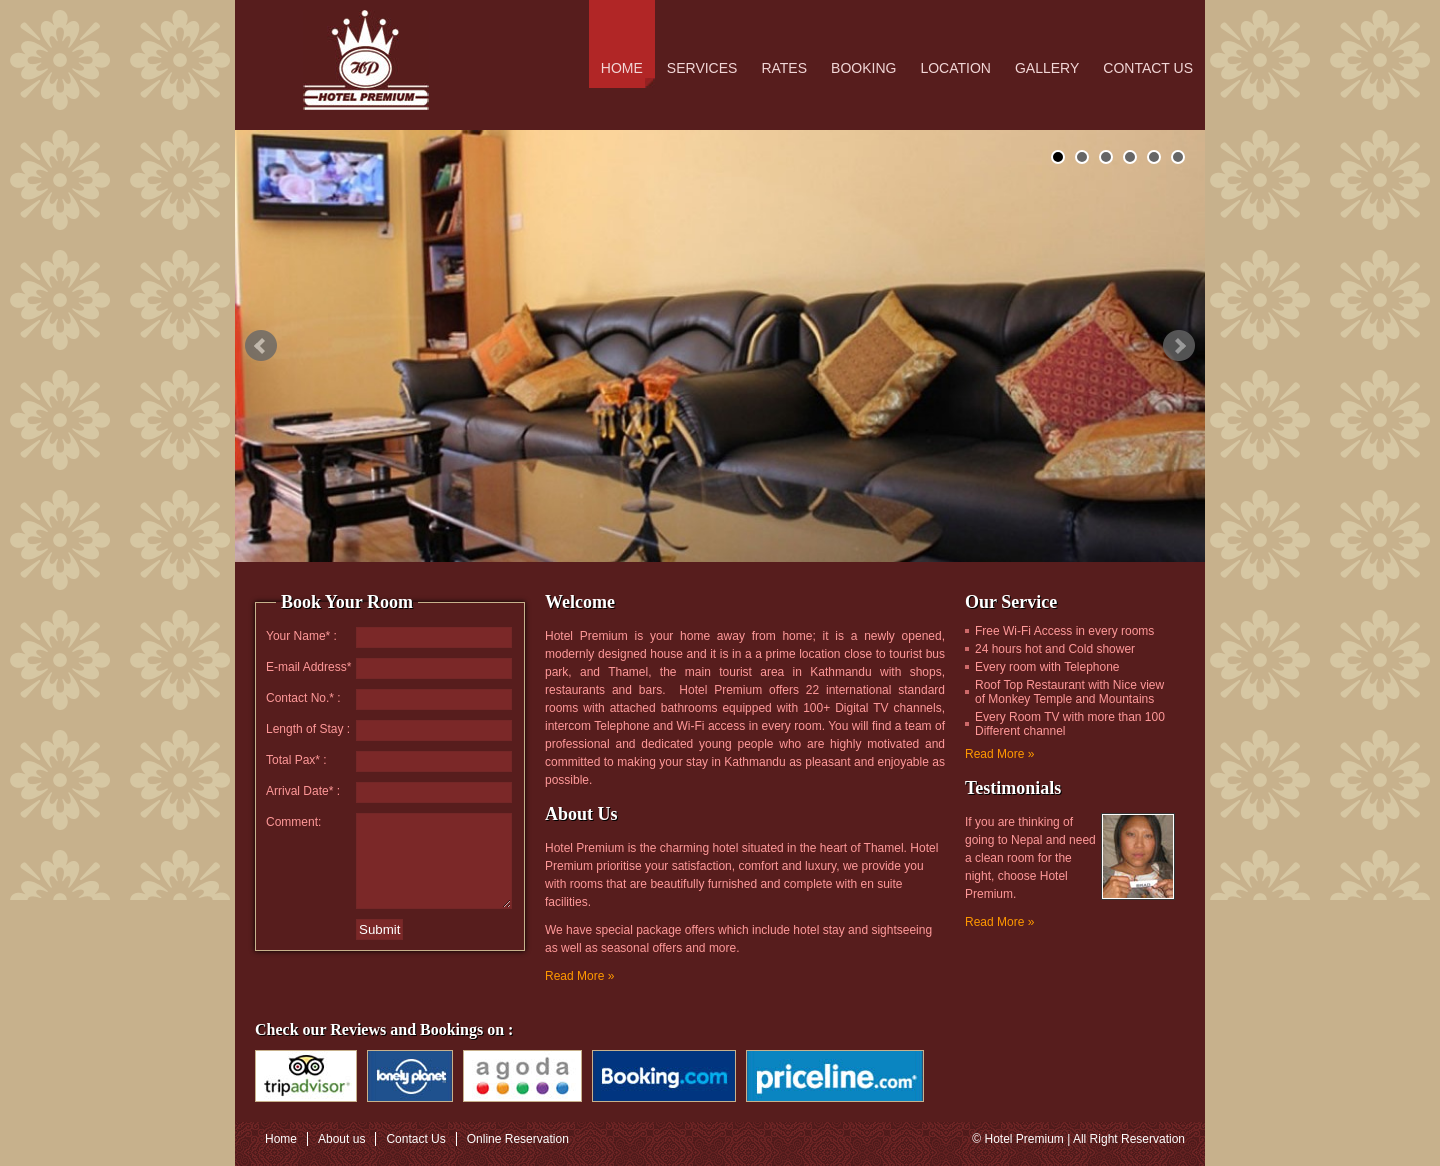 HP
HOTEL PREMIUM
HOME
SERVICES
RATES
BOOKING
LOCATION
GALLERY
CONTACT US
Book Your Room
Your Name* :
E-mail Address*
Contact No.* :
Length of Stay :
Total Pax* :
Arrival Date* :
Comment:
Submit
Welcome
Hotel Premium is your home away from home; it is a newly opened,
modernly designed house and it is in a a prime location close to tourist bus
park, and Thamel, the main tourist area in Kathmandu with shops,
restaurants and bars. Hotel Premium offers 22 international standard
rooms with attached bathrooms equipped with 100+ Digital TV channels,
intercom Telephone and Wi-Fi access in every room. You will find a team of
professional and dedicated young people who are highly motivated and
committed to making your stay in Kathmandu as pleasant and enjoyable as
possible.
About Us
Hotel Premium is the charming hotel situated in the heart of Thamel. Hotel
Premium prioritise your satisfaction, comfort and luxury, we provide you
with rooms that are beautifully furnished and complete with en suite
facilities.
We have special package offers which include hotel stay and sightseeing
as well as seasonal offers and more.
Read More »
Our Service
Free Wi-Fi Access in every rooms
24 hours hot and Cold shower
Every room with Telephone
Roof Top Restaurant with Nice view
of Monkey Temple and Mountains
Every Room TV with more than 100
Different channel
Read More »
Testimonials
If you are thinking of
going to Nepal and need
a clean room for the
night, choose Hotel
Premium.
Read More »
Check our Reviews and Bookings on :
tripadvisor
lonely planet
agoda
Booking.com
priceline.com
Home
About us
Contact Us
Online Reservation
© Hotel Premium | All Right Reservation